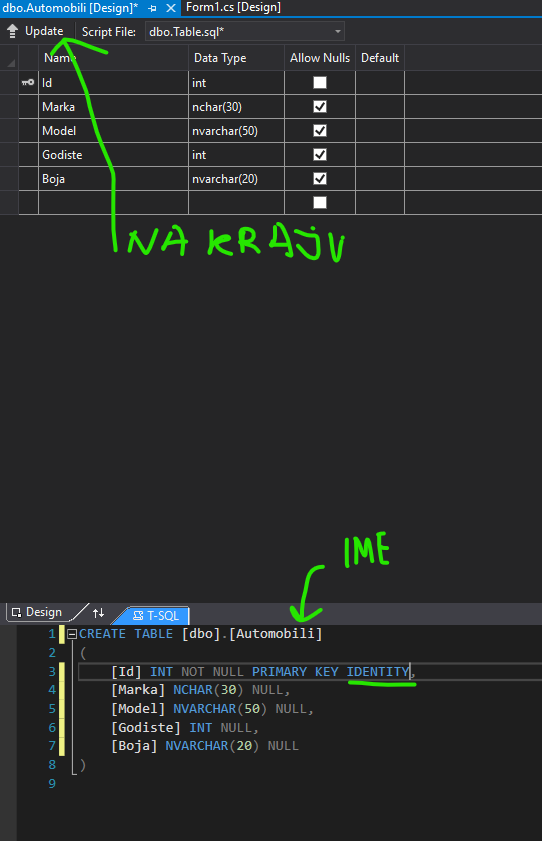 dbo.Automobili [Design]*
Form1.cs [Design]
Update
Script File:
dbo.Table.sql*
Name
Data Type
Allow Nulls
Default
Id
int
Marka
nchar(30)
Model
nvarchar(50)
Godiste
int
Boja
nvarchar(20)
NA KRAJU
IME
Design
T-SQL
1 CREATE TABLE [dbo].[Automobili]
2 (
3 [Id] INT NOT NULL PRIMARY KEY IDENTITY,
4 [Marka] NCHAR(30) NULL,
5 [Model] NVARCHAR(50) NULL,
6 [Godiste] INT NULL,
7 [Boja] NVARCHAR(20) NULL
8 )
9